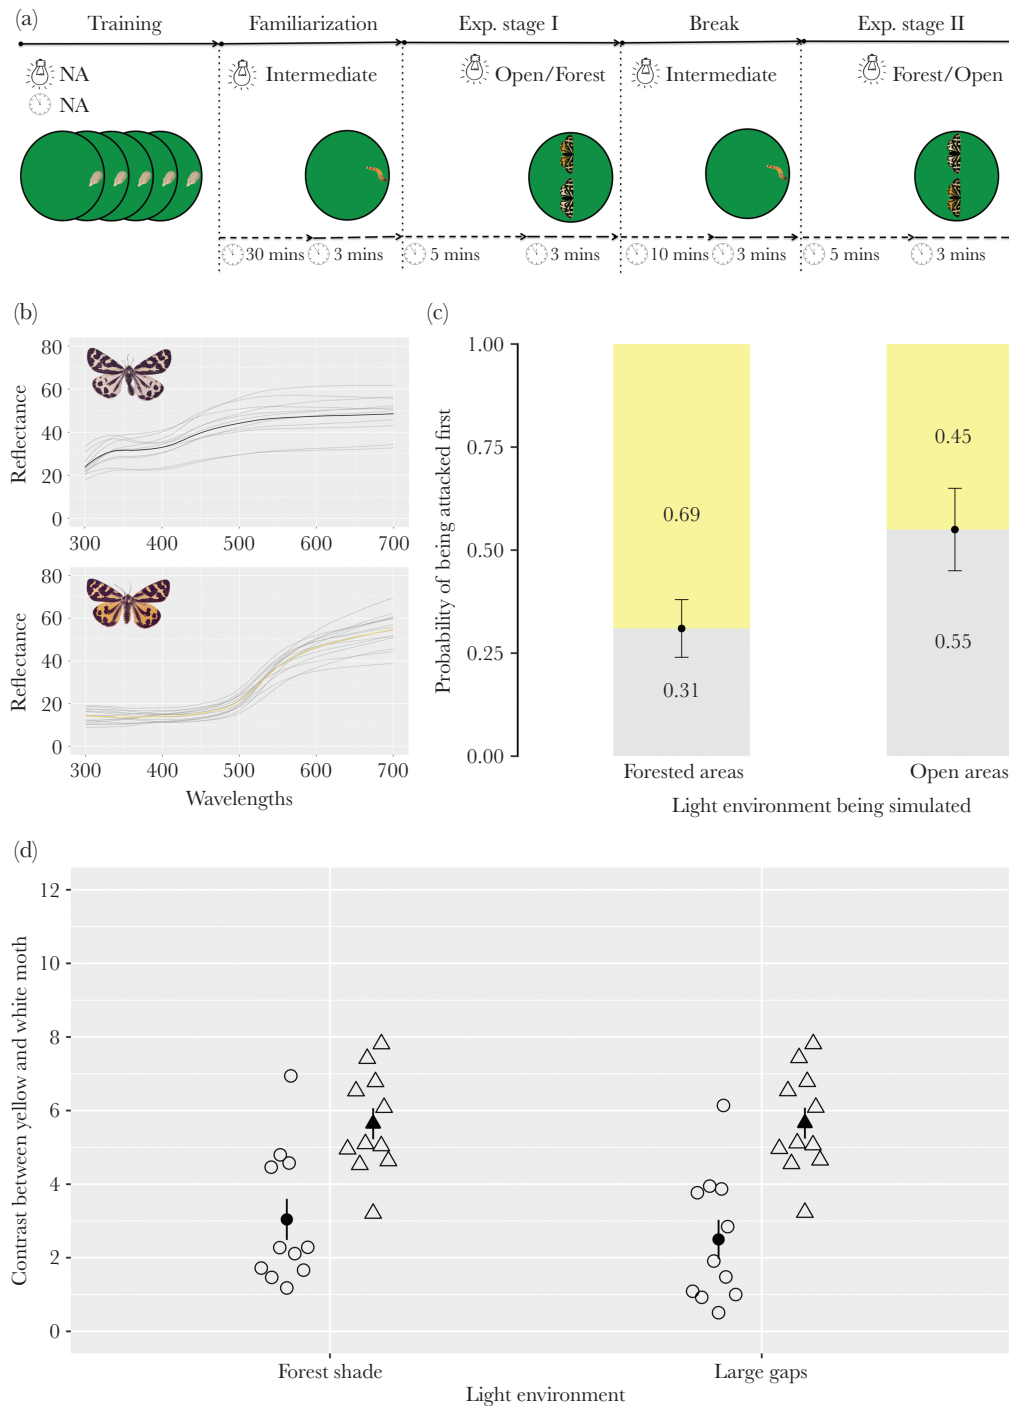 (a)
Training
Familiarization
Exp. stage I
Break
Exp. stage II
NA
Intermediate
Open/Forest
Intermediate
Forest/Open
NA
30 mins
3 mins
5 mins
3 mins
10 mins
3 mins
5 mins
3 mins
(b)
80
60
40
20
0
Reflectance
300
400
500
600
700
80
60
40
20
0
Reflectance
300
400
500
600
700
Wavelengths
(c)
1.00
0.75
0.50
0.25
0.00
Probability of being attacked first
0.69
0.31
0.45
0.55
Forested areas
Open areas
Light environment being simulated
(d)
12
10
8
6
4
2
0
Contrast between yellow and white moth
Forest shade
Large gaps
Light environment